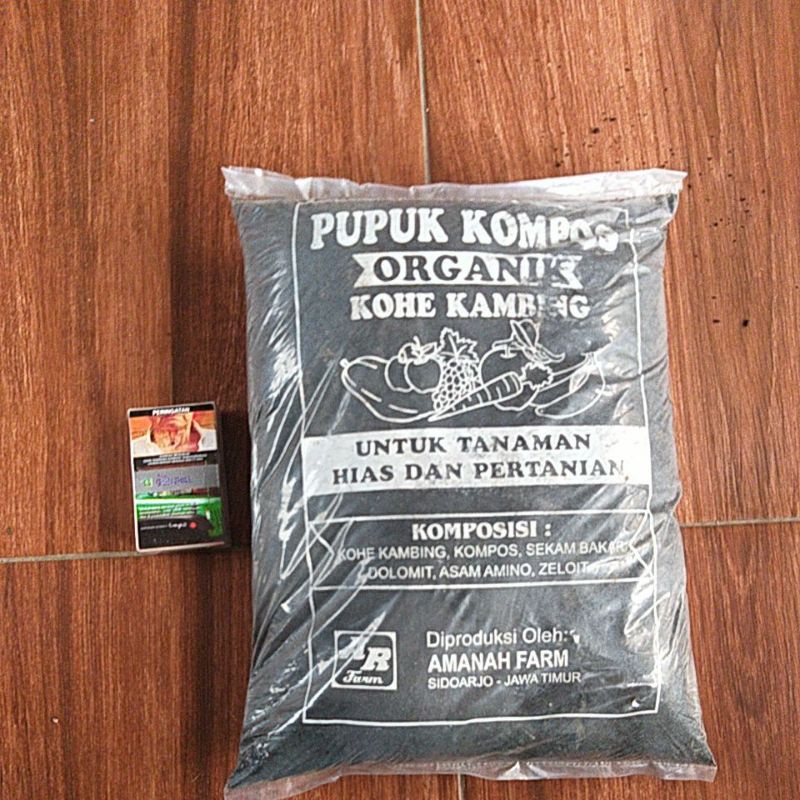 PUPUK KOMPOS
ORGANIK
KOHE KAMBING
UNTUK TANAMAN
HIAS DAN PERTANIAN
KOMPOSISI :
KOHE KAMBING, KOMPOS, SEKAM BAKAR
DOLOMIT, ASAM AMINO, ZELOIT
Diproduksi Oleh:
AMANAH FARM
SIDOARJO - JAWA TIMUR
Farm
PERINGATAN